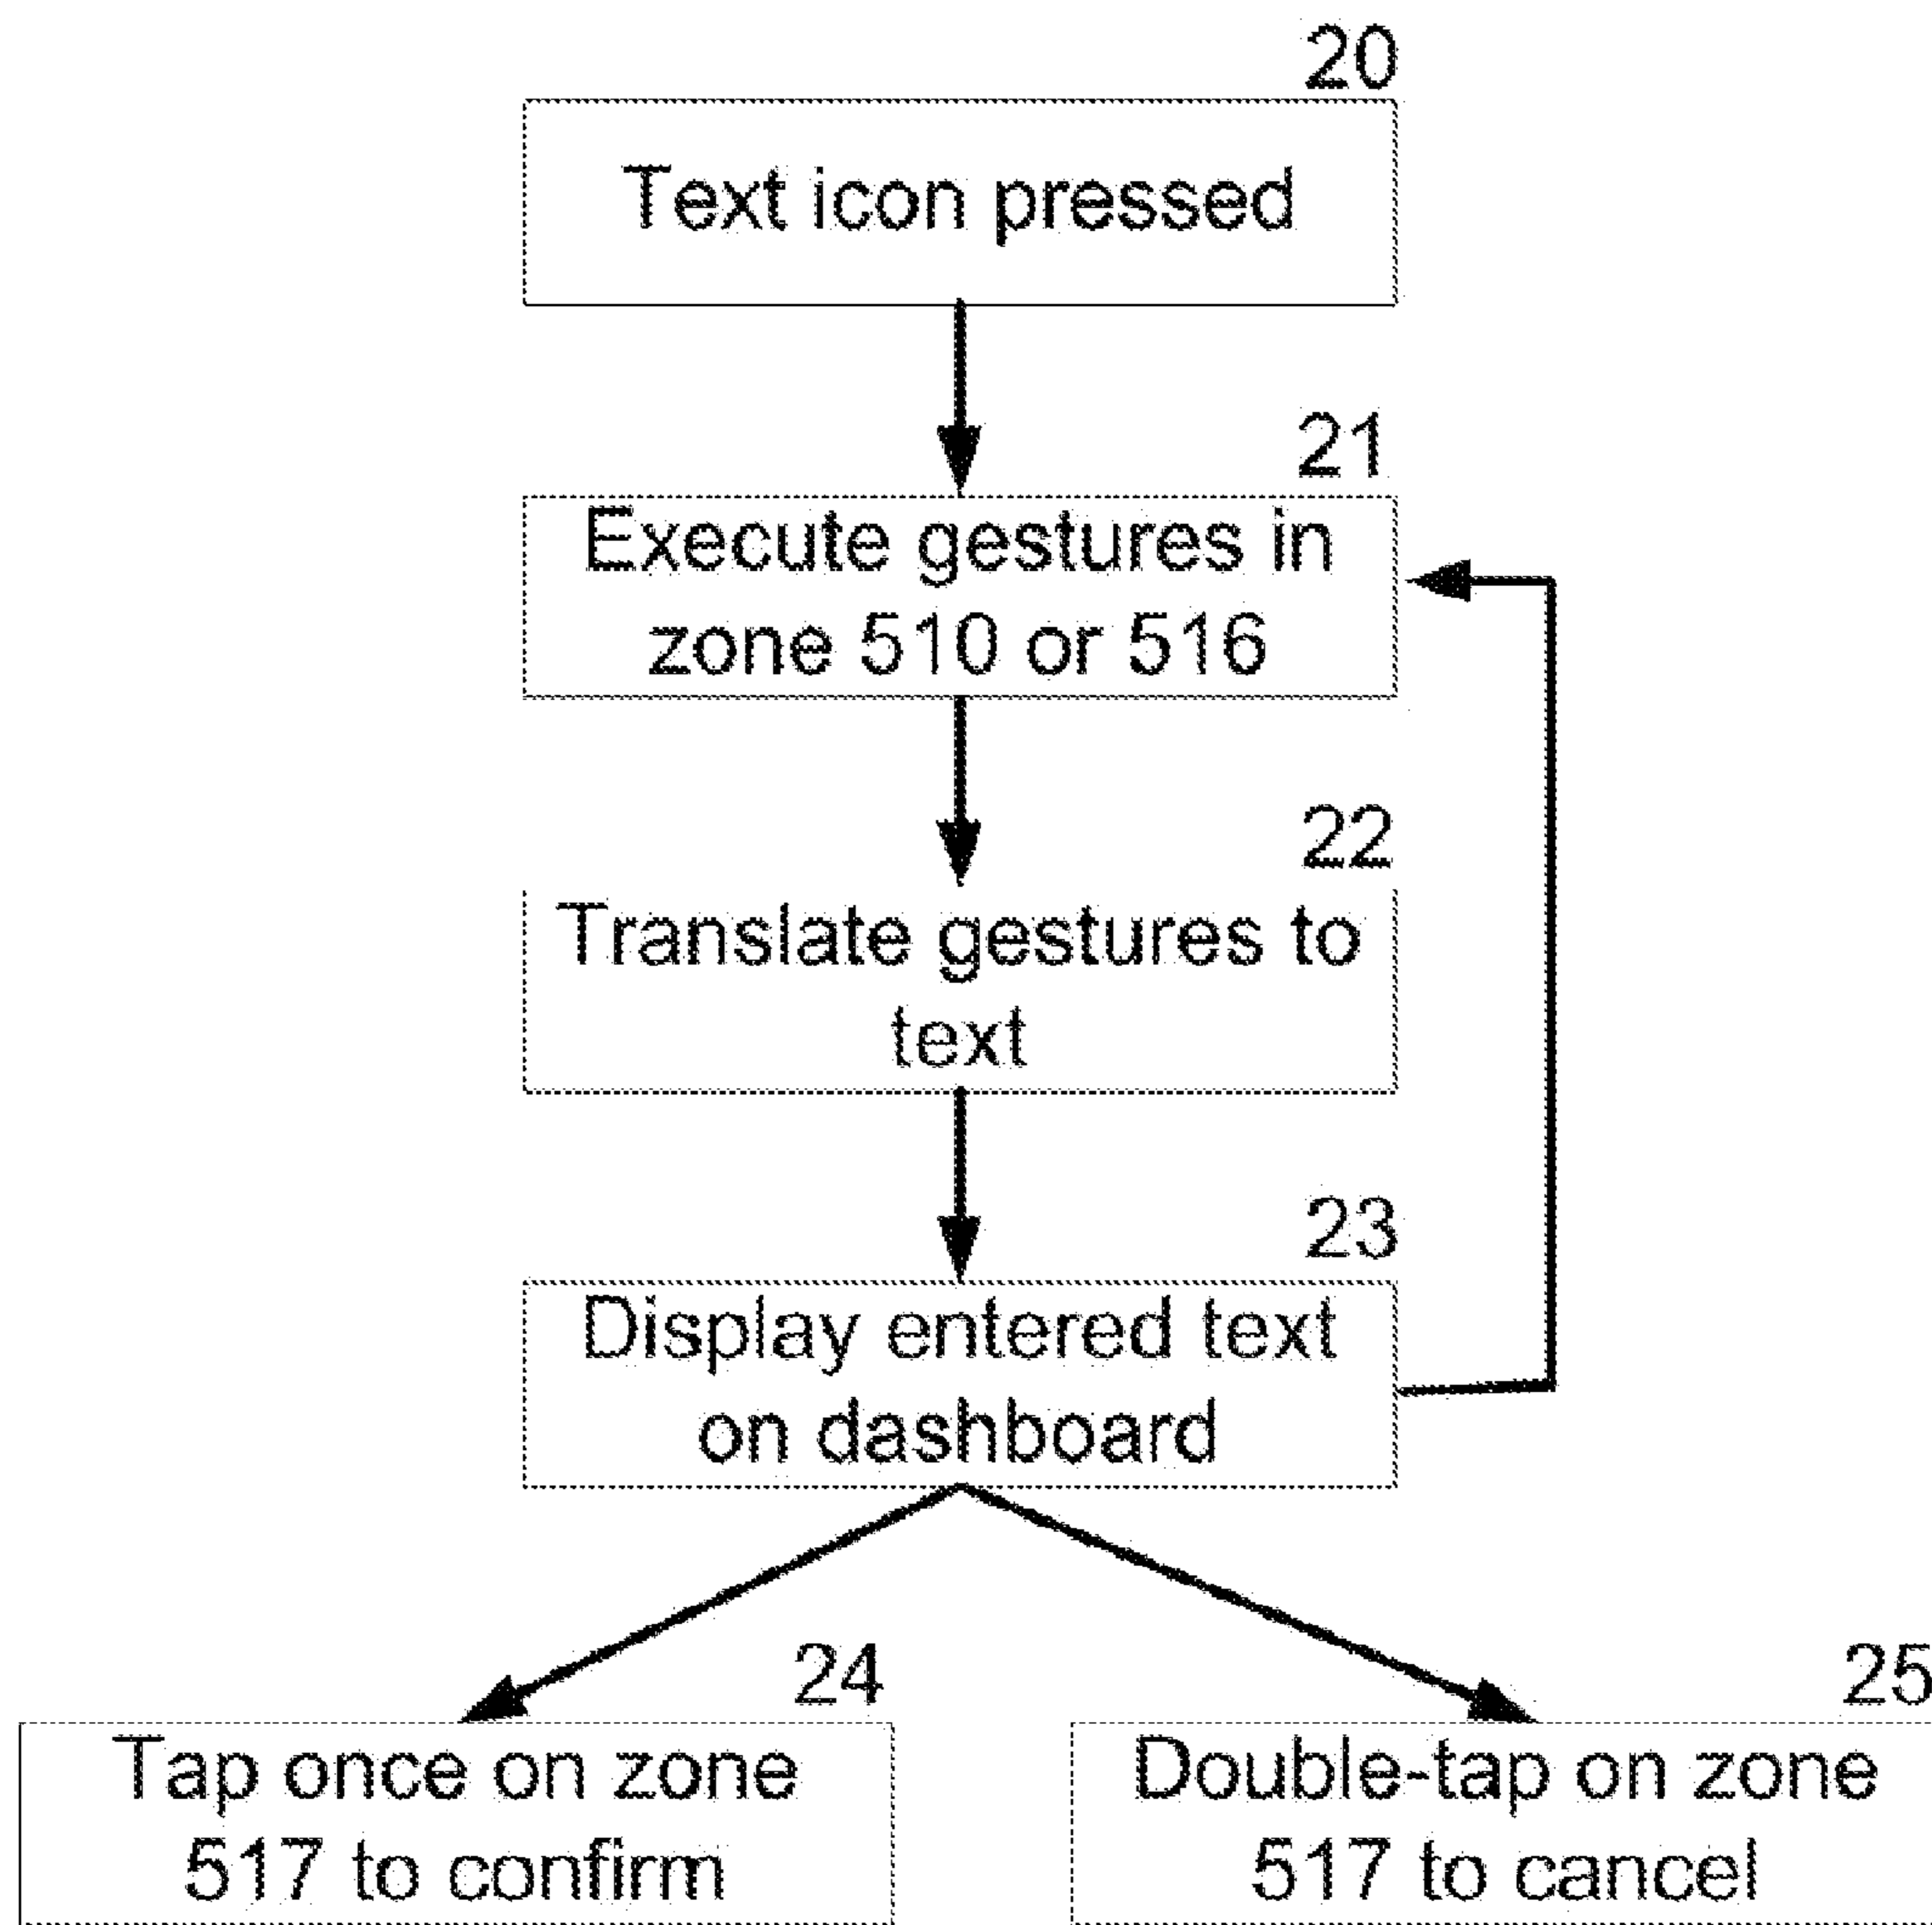 20
Text icon pressed
21
Execute gestures in
zone 510 or 516
22
Translate gestures to
text
23
Display entered text
on dashboard
24
Tap once on zone
517 to confirm
25
Double-tap on zone
517 to cancel